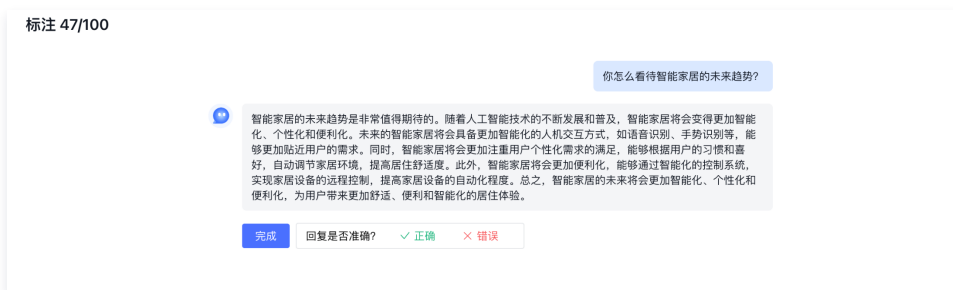 标注 47/100
你怎么看待智能家居的未来趋势?
智能家居的未来趋势是非常值得期待的。随着人工智能技术的不断发展和普及，智能家居将会变得更加智能
化、个性化和便利化。未来的智能家居将会具备更加智能化的人机交互方式，如语音识别、手势识别等，能
够更加贴近用户的需求。同时，智能家居将会更加注重用户个性化需求的满足，能够根据用户的习惯和喜
好，自动调节家居环境，提高居住舒适度。此外，智能家居将会更加便利化，能够通过智能化的控制系统，
实现家居设备的远程控制，提高家居设备的自动化程度。总之，智能家居的未来将会更加智能化、个性化和
便利化，为用户带来更加舒适、便利和智能化的居住体验。
完成 回复是否准确? 正确 错误